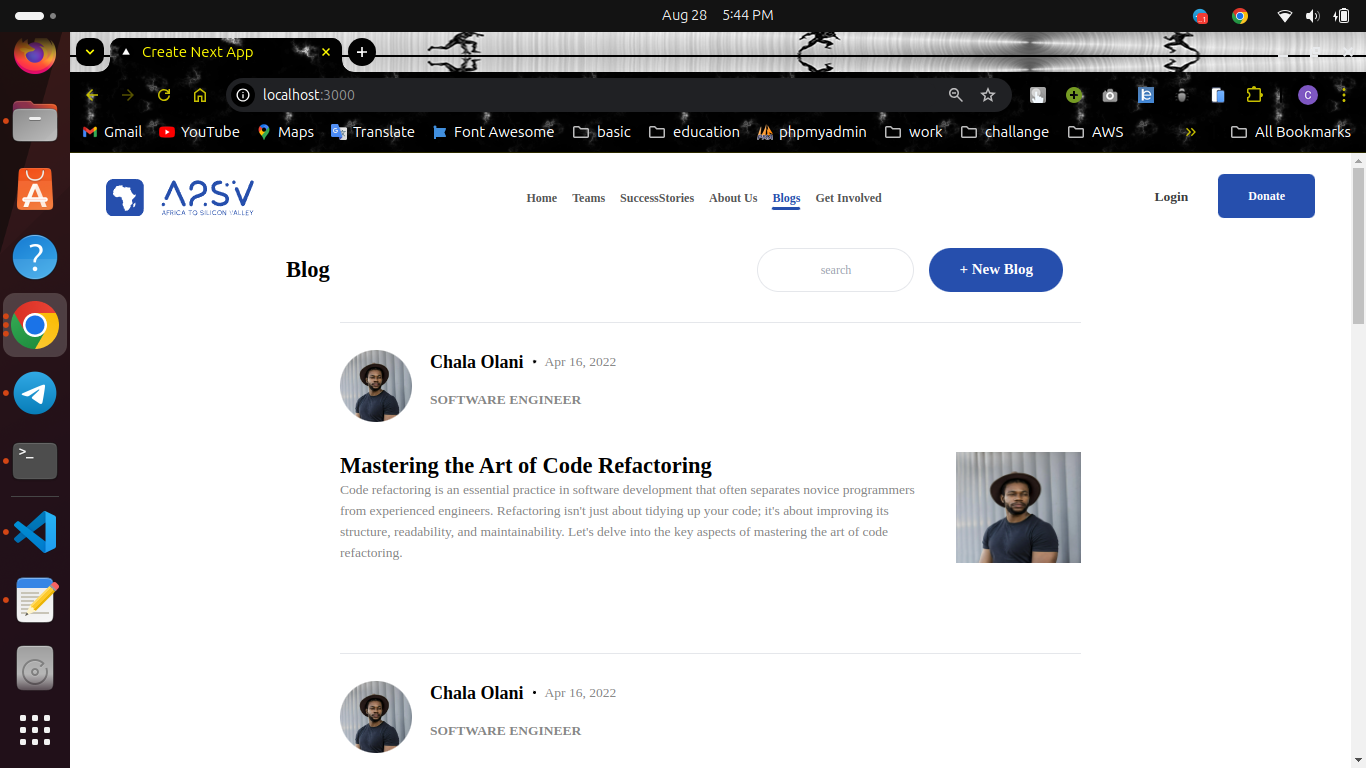 Aug 28 5:44 PM
Create Next App
localhost:3000
Gmail YouTube Maps Translate Font Awesome basic education phpmyadmin work challange AWS » All Bookmarks
AFRICA TO SILICON VALLEY
Home Teams SuccessStories About Us Blogs Get Involved Login Donate
Blog search + New Blog
Chala Olani • Apr 16, 2022
SOFTWARE ENGINEER
Mastering the Art of Code Refactoring
Code refactoring is an essential practice in software development that often separates novice programmers
from experienced engineers. Refactoring isn't just about tidying up your code; it's about improving its
structure, readability, and maintainability. Let's delve into the key aspects of mastering the art of code
refactoring.
Chala Olani • Apr 16, 2022
SOFTWARE ENGINEER